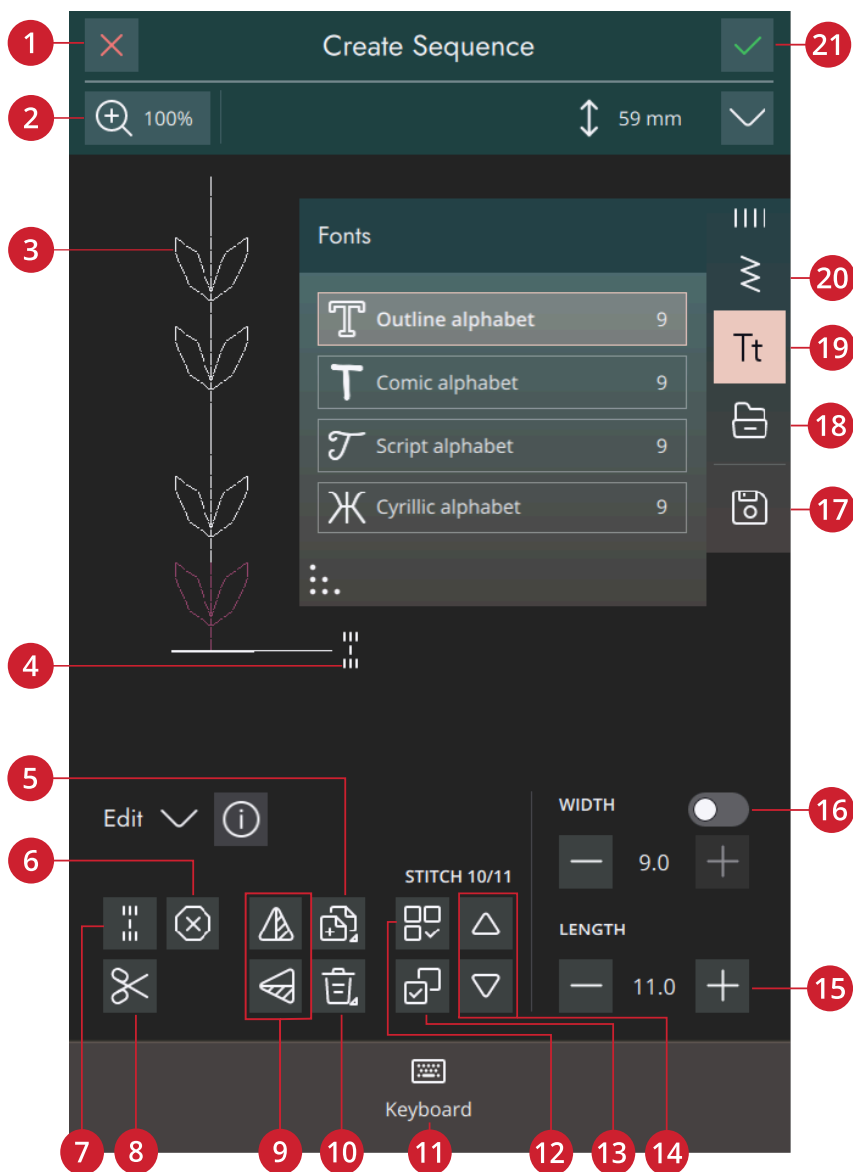 1
Create Sequence
21
2
100%
59 mm
3
Fonts
20
Outline alphabet 9
19
Tt
Comic alphabet 9
18
Script alphabet 9
Cyrillic alphabet 9
17
4
5
Edit
WIDTH
16
6
STITCH 10/11
9.0
LENGTH
11.0
15
Keyboard
7 8 9 10 11 12 13 14